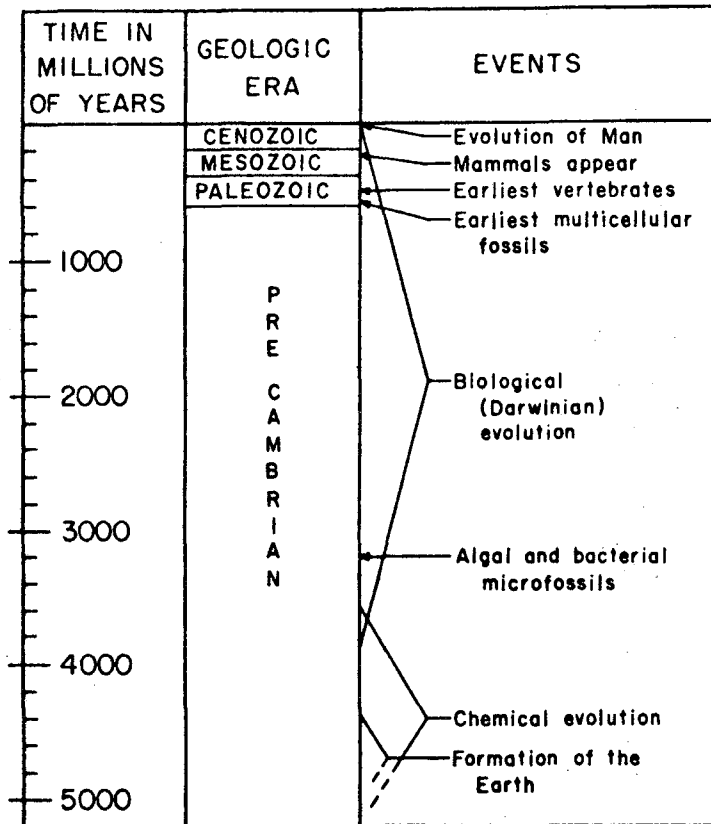 TIME IN
MILLIONS
OF YEARS
GEOLOGIC
ERA
EVENTS
CENOZOIC
MESOZOIC
PALEOZOIC
Evolution of Man
Mammals appear
Earliest vertebrates
Earliest multicellular
fossils
1000
2000
3000
4000
5000
PRE CAMBRIAN
Biological
(Darwinian)
evolution
Algal and bacterial
microfossils
Chemical evolution
Formation of the
Earth